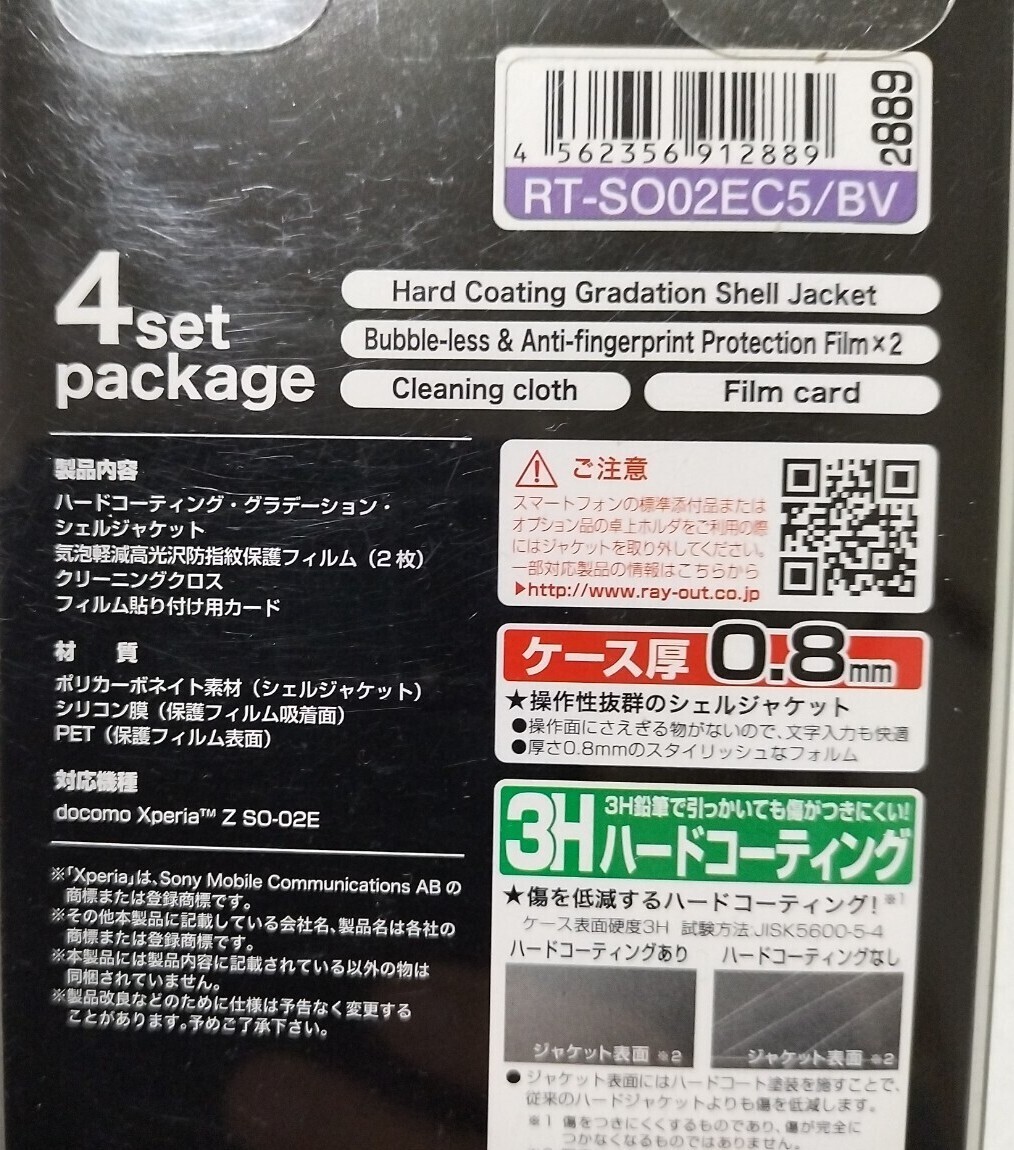 4 562356 912889
2889
RT-SO02EC5/BV
4set
package
Hard Coating Gradation Shell Jacket
Bubble-less & Anti-fingerprint Protection Film×2
Cleaning cloth
Film card
製品内容
ハードコーティング・グラデーション・
シェルジャケット
気泡軽減高光沢防指紋保護フィルム（2枚）
クリーニングクロス
フィルム貼り付け用カード
材 質
ポリカーボネイト素材（シェルジャケット）
シリコン膜（保護フィルム吸着面）
PET（保護フィルム表面）
対応機種
docomo Xperia™ Z SO-02E
※「Xperia」は、Sony Mobile Communications ABの
商標または登録商標です。
※その他本製品に記載している会社名、製品名は各社の
商標または登録商標です。
※本製品には製品内容に記載されている以外の物は
同梱されていません。
※製品改良などのために仕様は予告なく変更する
ことがあります。予めご了承下さい。
ご注意
スマートフォンの標準添付品または
オプション品の卓上ホルダをご利用の際
にはジャケットを取り外してください。
一部対応製品の情報はこちらから
▶http://www.ray-out.co.jp
ケース厚 0.8mm
★操作性抜群のシェルジャケット
●操作面にさえぎる物がないので、文字入力も快適
●厚さ0.8mmのスタイリッシュなフォルム
3H鉛筆で引っかいても傷がつきにくい!
3Hハードコーティング
★傷を低減するハードコーティング!※1
ケース表面硬度3H 試験方法:JISK5600-5-4
ハードコーティングあり
ハードコーティングなし
ジャケット表面 ※2
ジャケット表面 ※2
●ジャケット表面にはハードコート塗装を施すことで、
従来のハードジャケットよりも傷を低減します。
※1 傷をつきにくくするものであり、傷が完全に
つかなくなるものではありません。